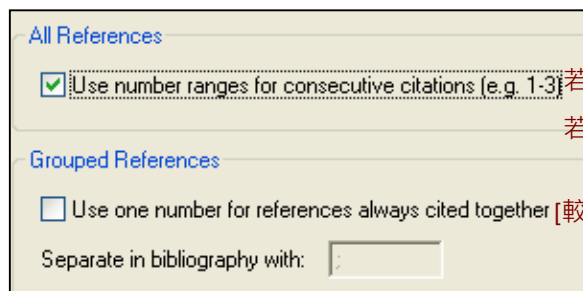 All References
Use number ranges for consecutive citations (e.g. 1-3) 若
若
Grouped References
Use one number for references always cited together [較
Separate in bibliography with: ;